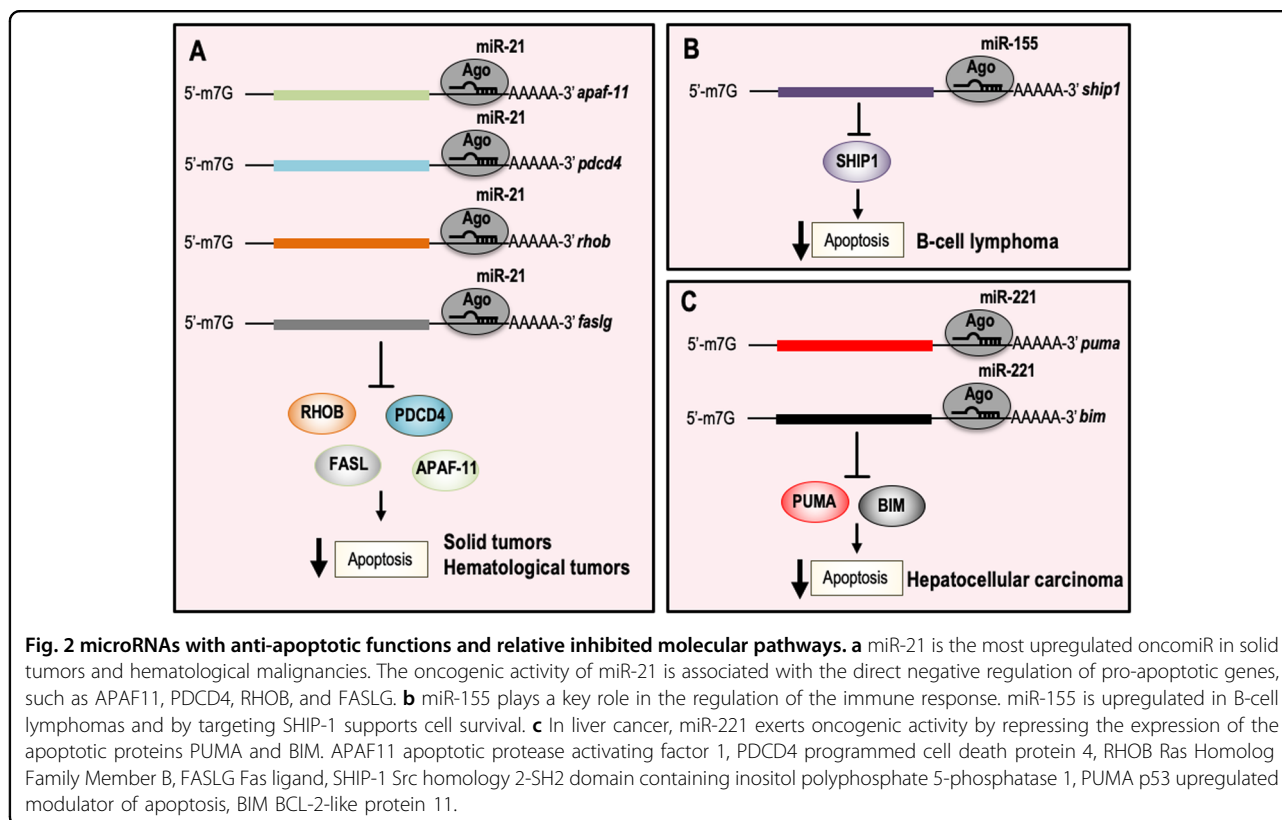 A
miR-21
Ago
5'-m7G AAAAA-3' apaf-11
miR-21
Ago
5'-m7G AAAAA-3' pdcd4
miR-21
Ago
5'-m7G AAAAA-3' rhob
miR-21
Ago
5'-m7G AAAAA-3' faslg
RHOB PDCD4
FASL APAF-11
Apoptosis
Solid tumors
Hematological tumors
B
miR-155
Ago
5'-m7G AAAAA-3' ship1
SHIP1
Apoptosis B-cell lymphoma
C
miR-221
Ago
5'-m7G AAAAA-3' puma
miR-221
Ago
5'-m7G AAAAA-3' bim
PUMA BIM
Apoptosis Hepatocellular carcinoma
Fig. 2 microRNAs with anti-apoptotic functions and relative inhibited molecular pathways. a miR-21 is the most upregulated oncomiR in solid
tumors and hematological malignancies. The oncogenic activity of miR-21 is associated with the direct negative regulation of pro-apoptotic genes,
such as APAF11, PDCD4, RHOB, and FASLG. b miR-155 plays a key role in the regulation of the immune response. miR-155 is upregulated in B-cell
lymphomas and by targeting SHIP-1 supports cell survival. c In liver cancer, miR-221 exerts oncogenic activity by repressing the expression of the
apoptotic proteins PUMA and BIM. APAF11 apoptotic protease activating factor 1, PDCD4 programmed cell death protein 4, RHOB Ras Homolog
Family Member B, FASLG Fas ligand, SHIP-1 Src homology 2-SH2 domain containing inositol polyphosphate 5-phosphatase 1, PUMA p53 upregulated
modulator of apoptosis, BIM BCL-2-like protein 11.